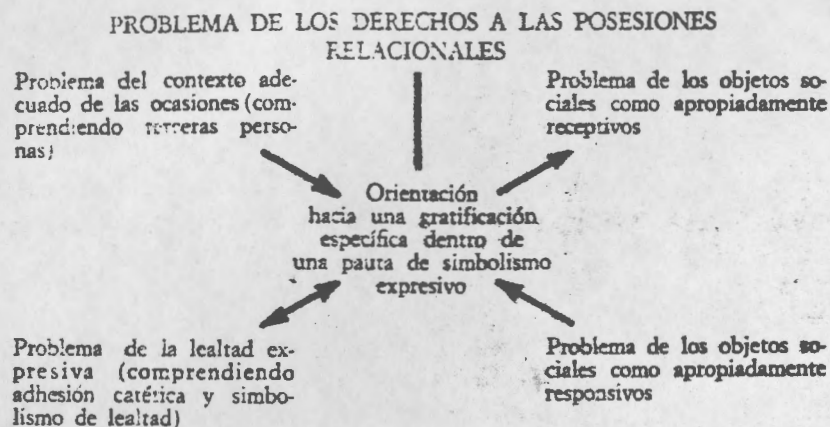 PROBLEMA DE LOS DERECHOS A LAS POSESIONES
RELACIONALES
Problema del contexto ade-
cuado de las ocasiones (com-
prendiendo terceras perso-
nas)
Problema de los objetos so-
ciales como apropiadamente
receptivos
Orientación
hacia una gratificación
específica dentro de
una pauta de simbolismo
expresivo
Problema de la lealtad ex-
presiva (comprendiendo
adhesión catética y simbo-
lismo de lealtad)
Problema de los objetos so-
ciales como apropiadamente
responsivos